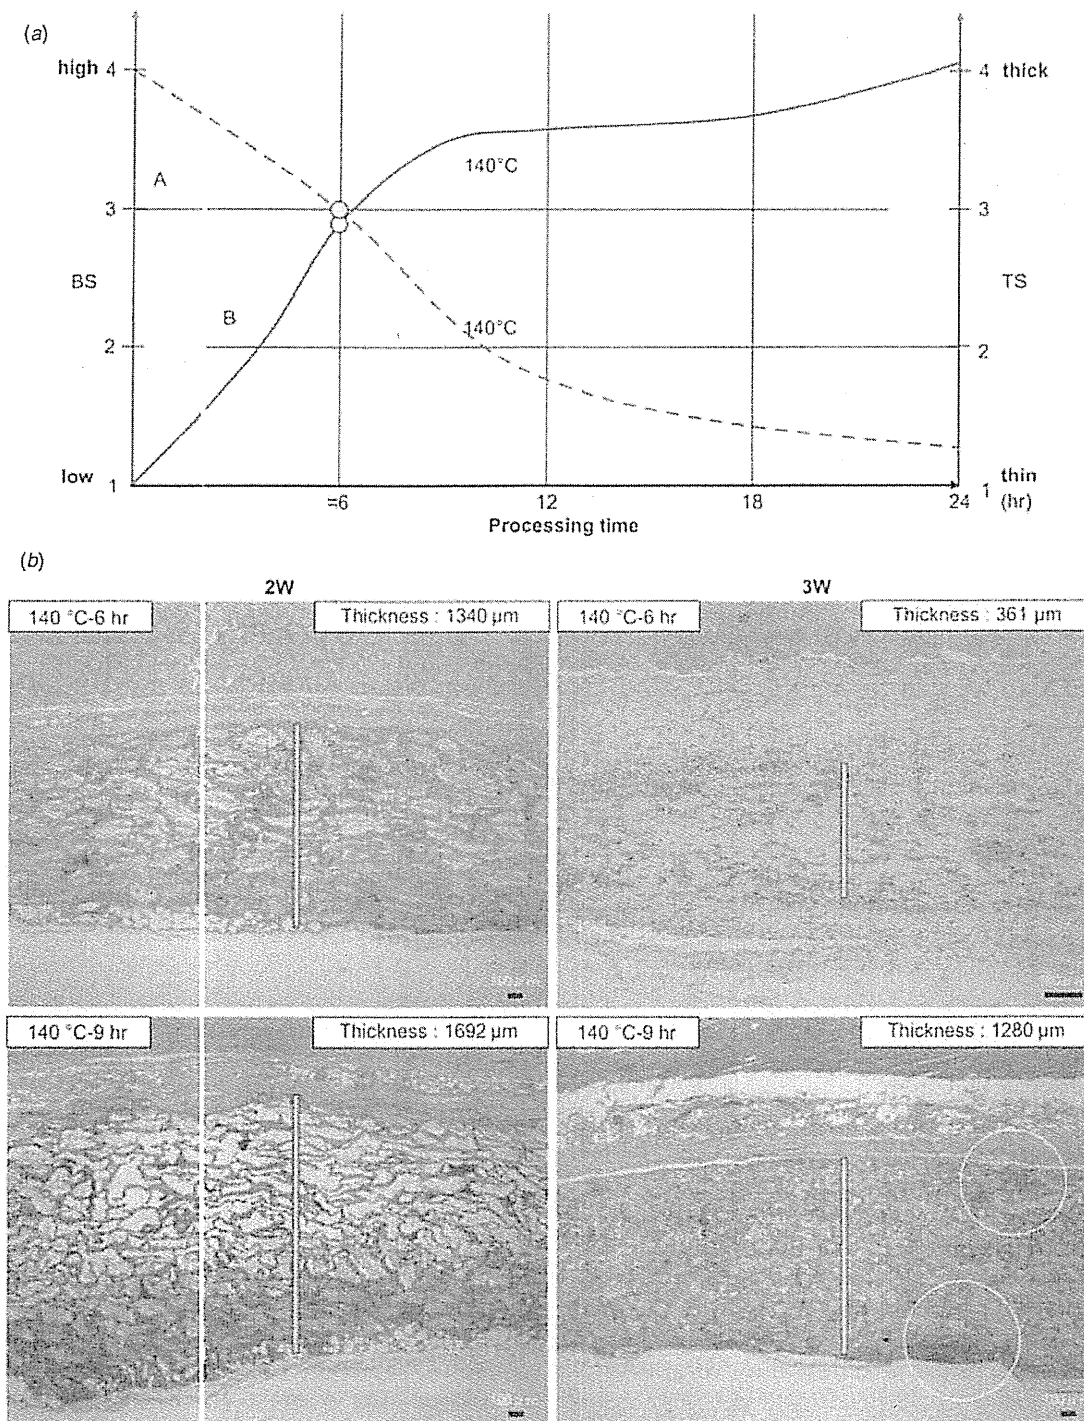 (a)
high 4 4 thick
A
140°C
3 3
BS TS
B
140°C
2 2
low 1 1 thin
=6 12 18 24 (hr)
Processing time
(b)
2W 3W
140 °C-6 hr Thickness : 1340 µm 140 °C-6 hr Thickness : 361 µm
140 °C-9 hr Thickness : 1692 µm 140 °C-9 hr Thickness : 1280 µm